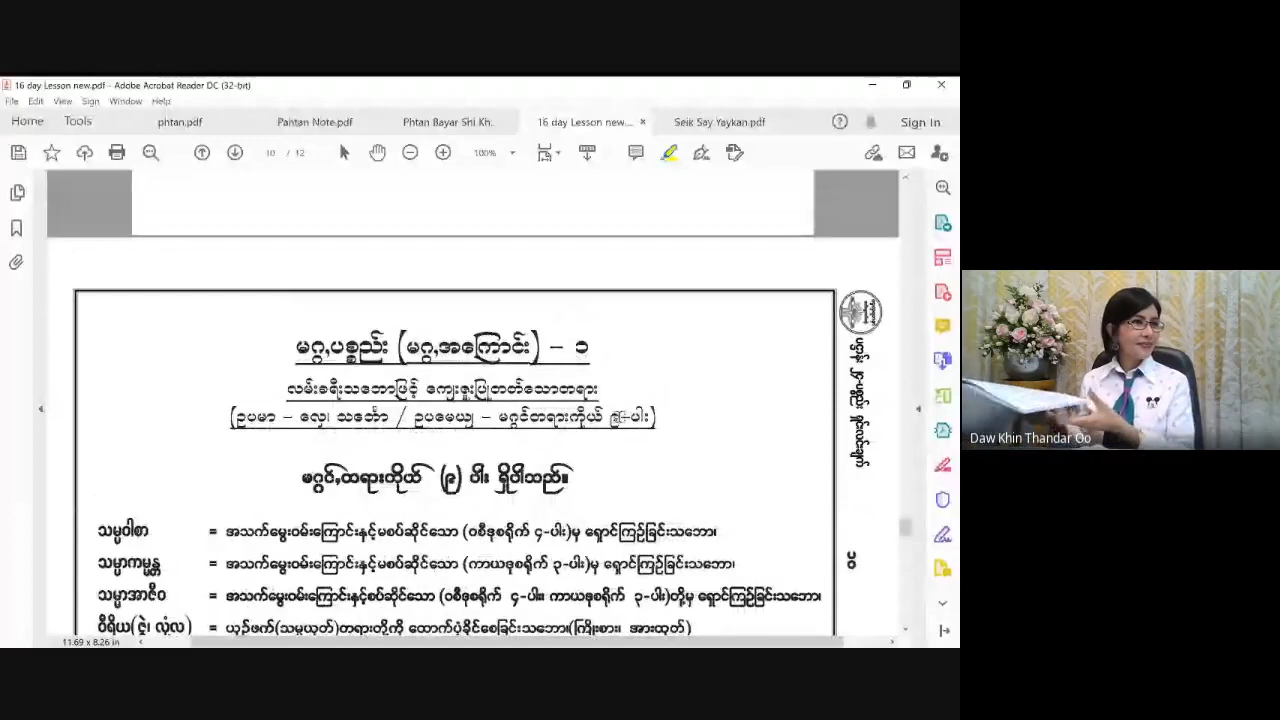 16 day Lesson new.pdf - Adobe Acrobat Reader DC (32-bit)
File Edit View Sign Window Help
Home Tools phtan.pdf Pahtan Note.pdf Phtan Bayar Shi Kh. 16 day Lesson new... × Seik Say Yaykan.pdf Sign In
10 / 12 100%
မဂ္ဂ,ပစ္စည်း (မဂ္ဂ,အကြောင်း) – ၁
လမ်းခရီးသဘောဖြင့် ကျေးဇူးပြုတတ်သောတရား
(ဥပမာ – လှေ၊ သင်္ဘော / ဥပမေယျ – မဂ္ဂင်တရားကိုယ် ၉-ပါး)
မဂ္ဂင်,တရားကိုယ် (၉) ပါး ရှိပါသည်။
သမ္မဝါစာ = အသက်မွေးဝမ်းကြောင်းနှင့်မစပ်ဆိုင်သော (ဝစီဒုစရိုက် ၄-ပါး)မှ ရှောင်ကြဉ်ခြင်းသဘော၊
သမ္မာကမ္မန္တ = အသက်မွေးဝမ်းကြောင်းနှင့်မစပ်ဆိုင်သော (ကာယဒုစရိုက် ၃-ပါး)မှ ရှောင်ကြဉ်ခြင်းသဘော၊
သမ္မာအာဇီဝ = အသက်မွေးဝမ်းကြောင်းနှင့်စပ်ဆိုင်သော (ဝစီဒုစရိုက် ၄-ပါး၊ ကာယဒုစရိုက် ၃-ပါး)တို့မှ ရှောင်ကြဉ်ခြင်းသဘော၊
ဝီရိယ(ဠ၊ လုံ့လ) = ယှဉ်ဖက်(သမ္ပယုတ်)တရားတို့ကို ထောက်ပံ့ခိုင်စေခြင်းသဘော၊(ကြိုးစား၊ အားထုတ်)
11.69 x 8.26 in
Daw Khin Thandar Oo